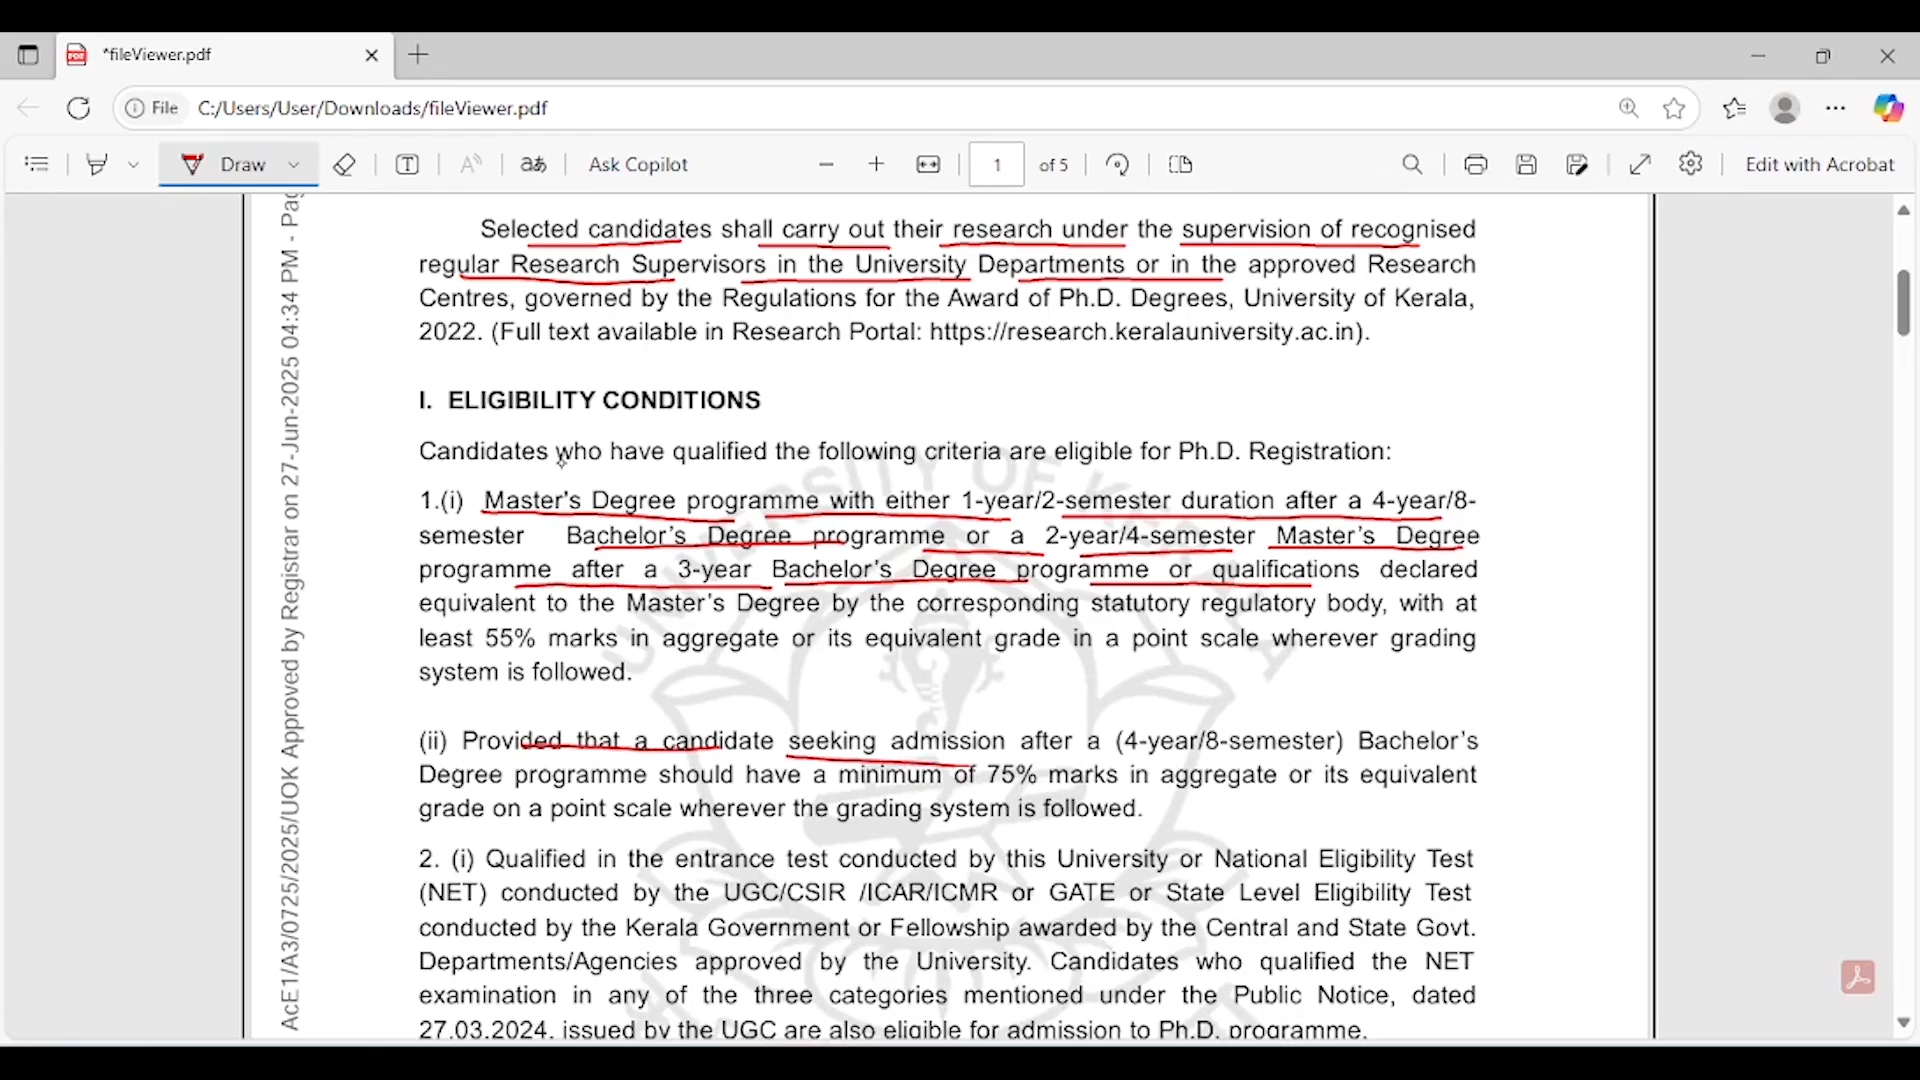 *fileViewer.pdf
File
C:/Users/User/Downloads/fileViewer.pdf
Draw
Ask Copilot
1 of 5
Edit with Acrobat
AcE1/A3/0725/2025/UOK Approved by Registrar on 27-Jun-2025 04:34 PM - Pag
Selected candidates shall carry out their research under the supervision of recognised
regular Research Supervisors in the University Departments or in the approved Research
Centres, governed by the Regulations for the Award of Ph.D. Degrees, University of Kerala,
2022. (Full text available in Research Portal: https://research.keralauniversity.ac.in).
I. ELIGIBILITY CONDITIONS
Candidates who have qualified the following criteria are eligible for Ph.D. Registration:
1.(i) Master's Degree programme with either 1-year/2-semester duration after a 4-year/8-
semester Bachelor's Degree programme or a 2-year/4-semester Master's Degree
programme after a 3-year Bachelor's Degree programme or qualifications declared
equivalent to the Master's Degree by the corresponding statutory regulatory body, with at
least 55% marks in aggregate or its equivalent grade in a point scale wherever grading
system is followed.
(ii) Provided that a candidate seeking admission after a (4-year/8-semester) Bachelor's
Degree programme should have a minimum of 75% marks in aggregate or its equivalent
grade on a point scale wherever the grading system is followed.
2. (i) Qualified in the entrance test conducted by this University or National Eligibility Test
(NET) conducted by the UGC/CSIR /ICAR/ICMR or GATE or State Level Eligibility Test
conducted by the Kerala Government or Fellowship awarded by the Central and State Govt.
Departments/Agencies approved by the University. Candidates who qualified the NET
examination in any of the three categories mentioned under the Public Notice, dated
27.03.2024, issued by the UGC are also eligible for admission to Ph.D. programme.
UNIVERSITY OF KERALA